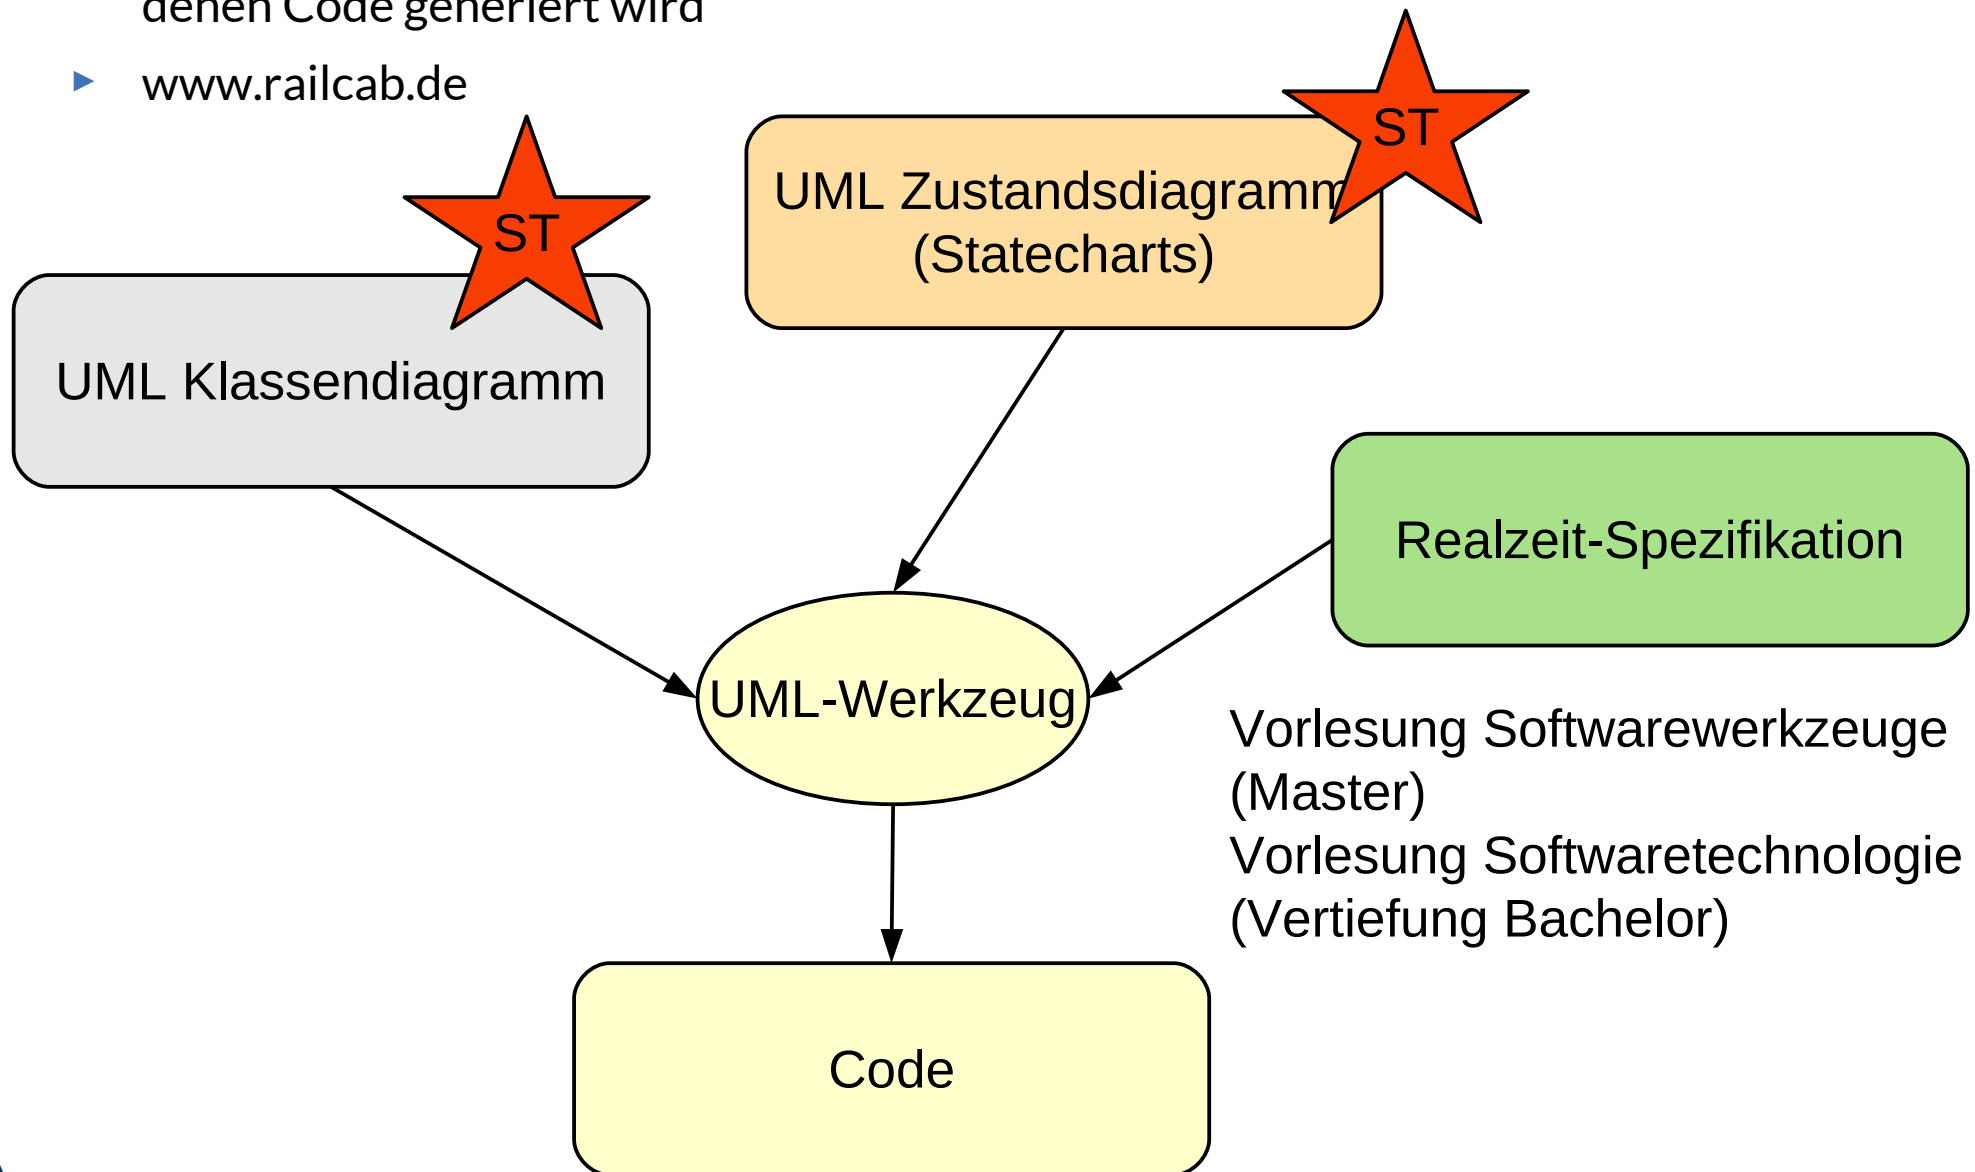 denen Code generiert wird
www.railcab.de
ST
UML Zustandsdiagramm
(Statecharts)
ST
UML Klassendiagramm
Realzeit-Spezifikation
UML-Werkzeug
Vorlesung Softwarewerkzeuge
(Master)
Vorlesung Softwaretechnologie
(Vertiefung Bachelor)
Code